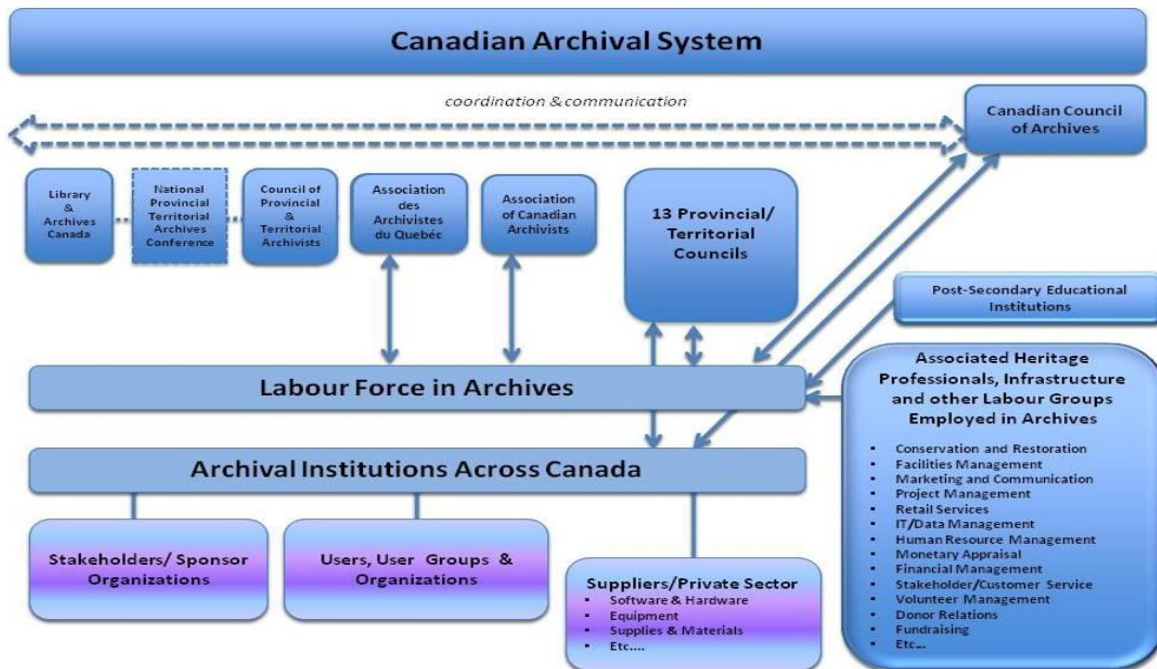 Canadian Archival System
coordination & communication
Canadian Council
of Archives
Library
&
Archives
Canada
National
Provincial
Territorial
Archives
Conference
Council of
Provincial
&
Territorial
Archivists
Association
des
Archivistes
du Quebéc
Association
of Canadian
Archivists
13 Provincial/
Territorial
Councils
Post-Secondary Educational
Institutions
Labour Force in Archives
Associated Heritage
Professionals, Infrastructure
and other Labour Groups
Employed in Archives
▪ Conservation and Restoration
▪ Facilities Management
▪ Marketing and Communication
▪ Project Management
▪ Retail Services
▪ IT/Data Management
▪ Human Resource Management
▪ Monetary Appraisal
▪ Financial Management
▪ Stakeholder/Customer Service
▪ Volunteer Management
▪ Donor Relations
▪ Fundraising
▪ Etc...
Archival Institutions Across Canada
Stakeholders/ Sponsor
Organizations
Users, User Groups &
Organizations
Suppliers/Private Sector
▪ Software & Hardware
▪ Equipment
▪ Supplies & Materials
▪ Etc....